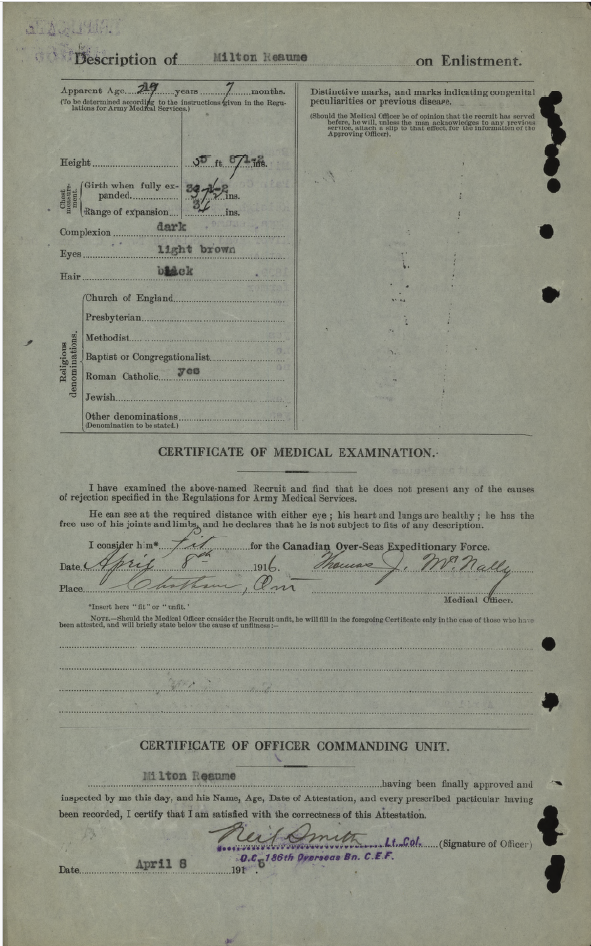 Description of Milton Reaume on Enlistment.
Apparent Age 29 years 7 months.
(To be determined according to the instructions given in the Regulations for Army Medical Services.)
Height 5 ft. 8 1-2 ins.
Chest measurement.
Girth when fully expanded ins.
Range of expansion ins.
Complexion dark
Eyes light brown
Hair black
Religious denominations.
Church of England
Presbyterian
Methodist
Baptist or Congregationalist
Roman Catholic yes
Jewish
Other denominations
(Denomination to be stated.)
Distinctive marks, and marks indicating congenital
peculiarities or previous disease.
(Should the Medical Officer be of opinion that the recruit has served
before, he will, unless the man acknowledges to any previous
service, attach a slip to that effect, for the information of the
Approving Officer).
CERTIFICATE OF MEDICAL EXAMINATION.
I have examined the above-named Recruit and find that he does not present any of the causes
of rejection specified in the Regulations for Army Medical Services.
He can see at the required distance with either eye ; his heart and lungs are healthy ; he has the
free use of his joints and limbs, and he declares that he is not subject to fits of any description.
I consider him* fit for the Canadian Over-Seas Expeditionary Force.
Date April 8th 1916. Thomas J. McNally
Place Chatham, Ont
Medical Officer.
*Insert here "fit" or "unfit."
NOTE.—Should the Medical Officer consider the Recruit unfit, he will fill in the foregoing Certificate only in the case of those who have
been attested, and will briefly state below the cause of unfitness:—
CERTIFICATE OF OFFICER COMMANDING UNIT.
Milton Reaume having been finally approved and
inspected by me this day, and his Name, Age, Date of Attestation, and every prescribed particular having
been recorded, I certify that I am satisfied with the correctness of this Attestation.
Neil Smith Lt. Col. (Signature of Officer)
O.C-186th Overseas Bn. C.E.F.
Date April 8 1916